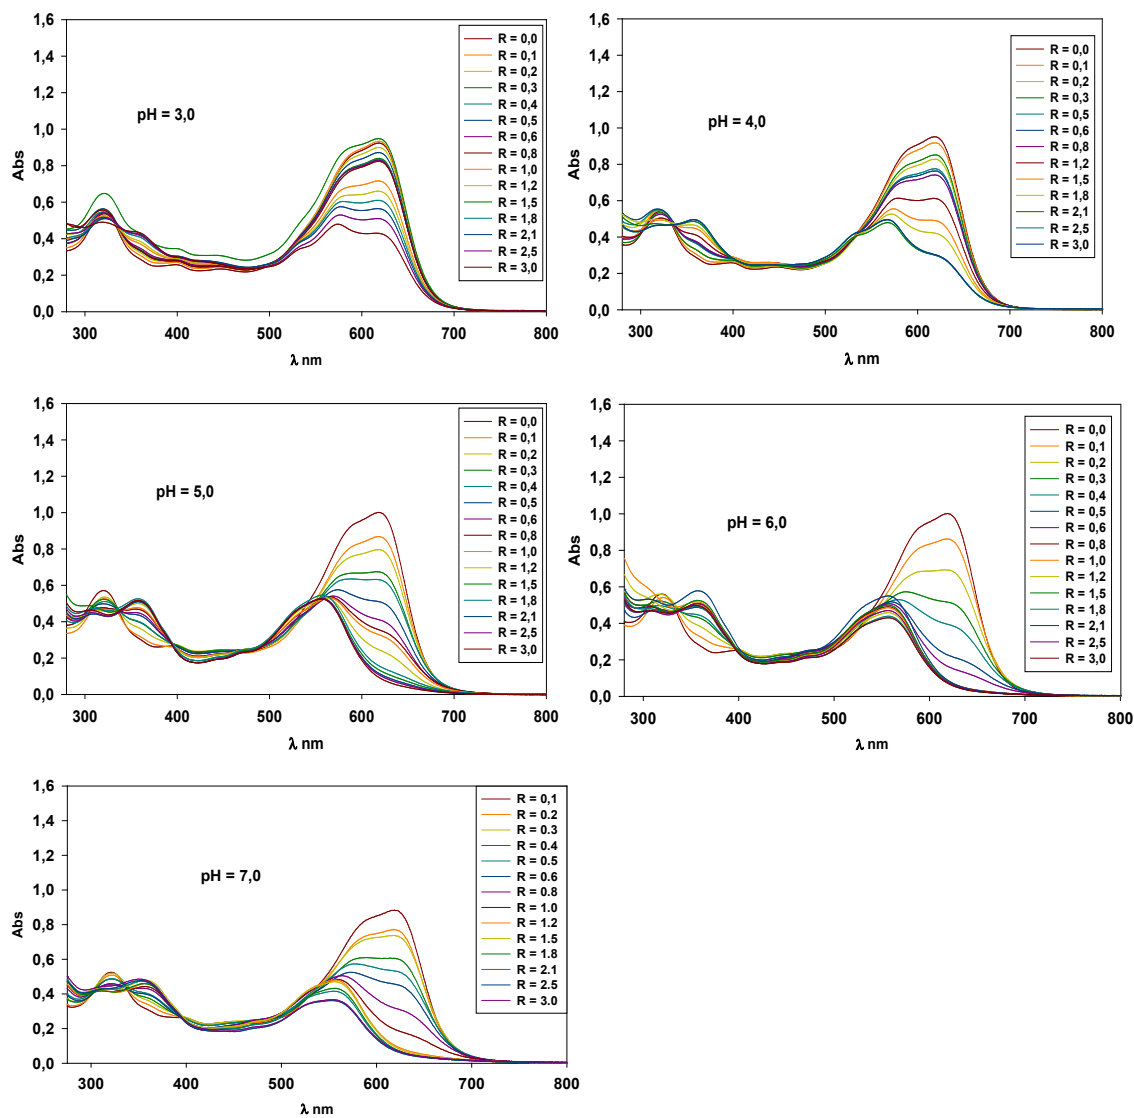 1,6
1,4
1,2
1,0
0,8
0,6
0,4
0,2
0,0
Abs
300 400 500 600 700 800
λ nm
pH = 3,0
R = 0,0
R = 0,1
R = 0,2
R = 0,3
R = 0,4
R = 0,5
R = 0,6
R = 0,8
R = 1,0
R = 1,2
R = 1,5
R = 1,8
R = 2,1
R = 2,5
R = 3,0
1,6
1,4
1,2
1,0
0,8
0,6
0,4
0,2
0,0
Abs
300 400 500 600 700 800
λ nm
pH = 4,0
R = 0,0
R = 0,1
R = 0,2
R = 0,3
R = 0,5
R = 0,6
R = 0,8
R = 1,2
R = 1,5
R = 1,8
R = 2,1
R = 2,5
R = 3,0
1,6
1,4
1,2
1,0
0,8
0,6
0,4
0,2
0,0
Abs
300 400 500 600 700 800
λ nm
pH = 5,0
R = 0,0
R = 0,1
R = 0,2
R = 0,3
R = 0,4
R = 0,5
R = 0,6
R = 0,8
R = 1,0
R = 1,2
R = 1,5
R = 1,8
R = 2,1
R = 2,5
R = 3,0
1,6
1,4
1,2
1,0
0,8
0,6
0,4
0,2
0,0
Abs
300 400 500 600 700 800
λ nm
pH = 6,0
R = 0,0
R = 0,1
R = 0,2
R = 0,3
R = 0,4
R = 0,5
R = 0,6
R = 0,8
R = 1,0
R = 1,2
R = 1,5
R = 1,8
R = 2,1
R = 2,5
R = 3,0
1,6
1,4
1,2
1,0
0,8
0,6
0,4
0,2
0,0
Abs
300 400 500 600 700 800
λ nm
pH = 7,0
R = 0,1
R = 0.2
R = 0.3
R = 0.4
R = 0.5
R = 0.6
R = 0.8
R = 1.0
R = 1.2
R = 1.5
R = 1.8
R = 2.1
R = 2.5
R = 3.0